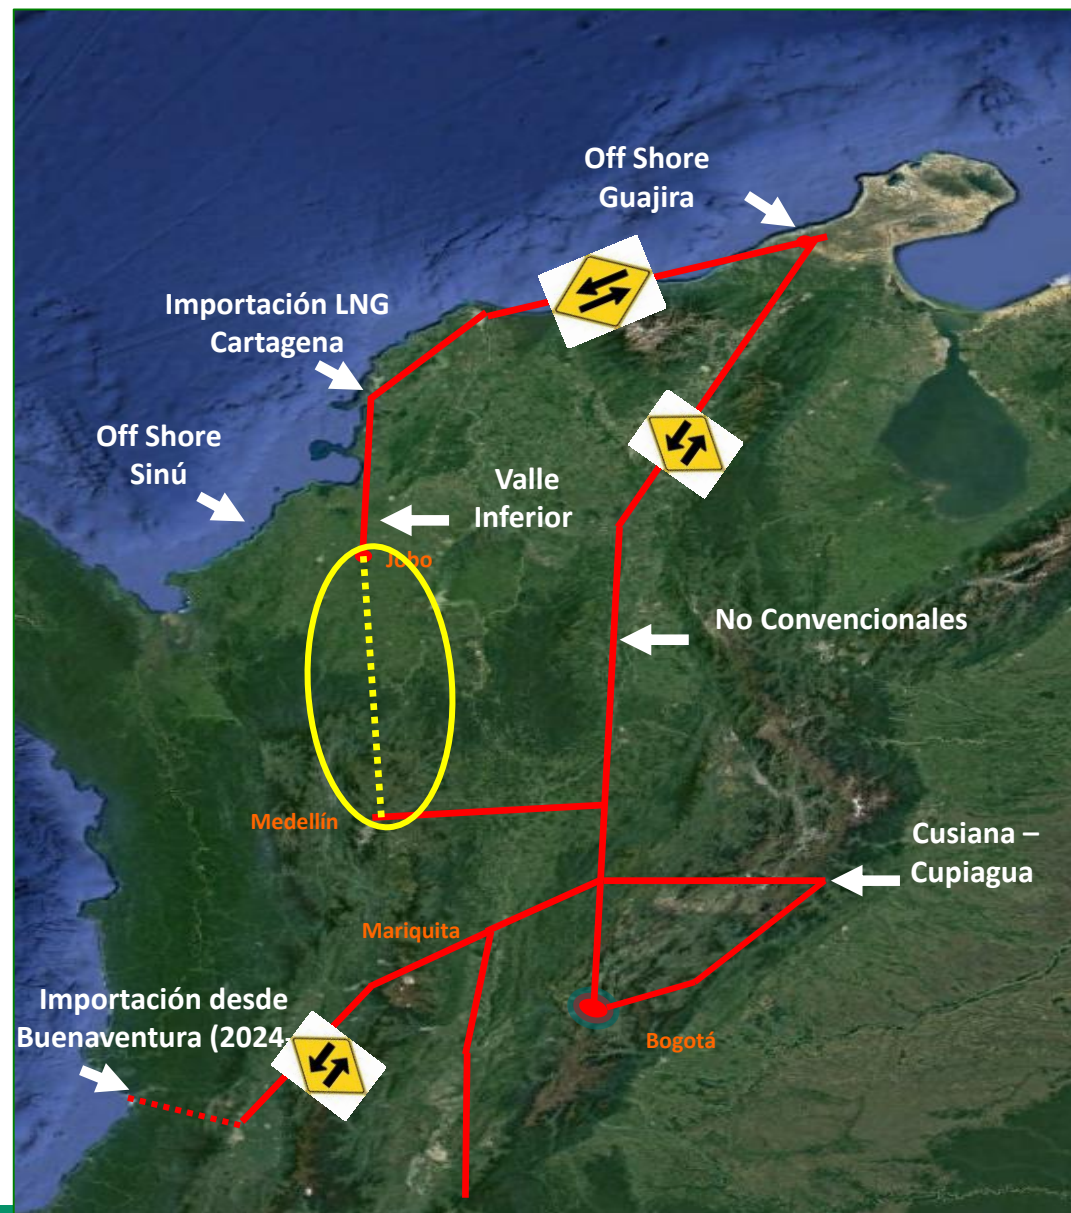 Off Shore
Guajira
Importación LNG
Cartagena
Off Shore
Sinú
Valle
Inferior
Jobo
No Convencionales
Medellín
Cusiana –
Cupiagua
Mariquita
Importación desde
Buenaventura (2024-
Bogotá